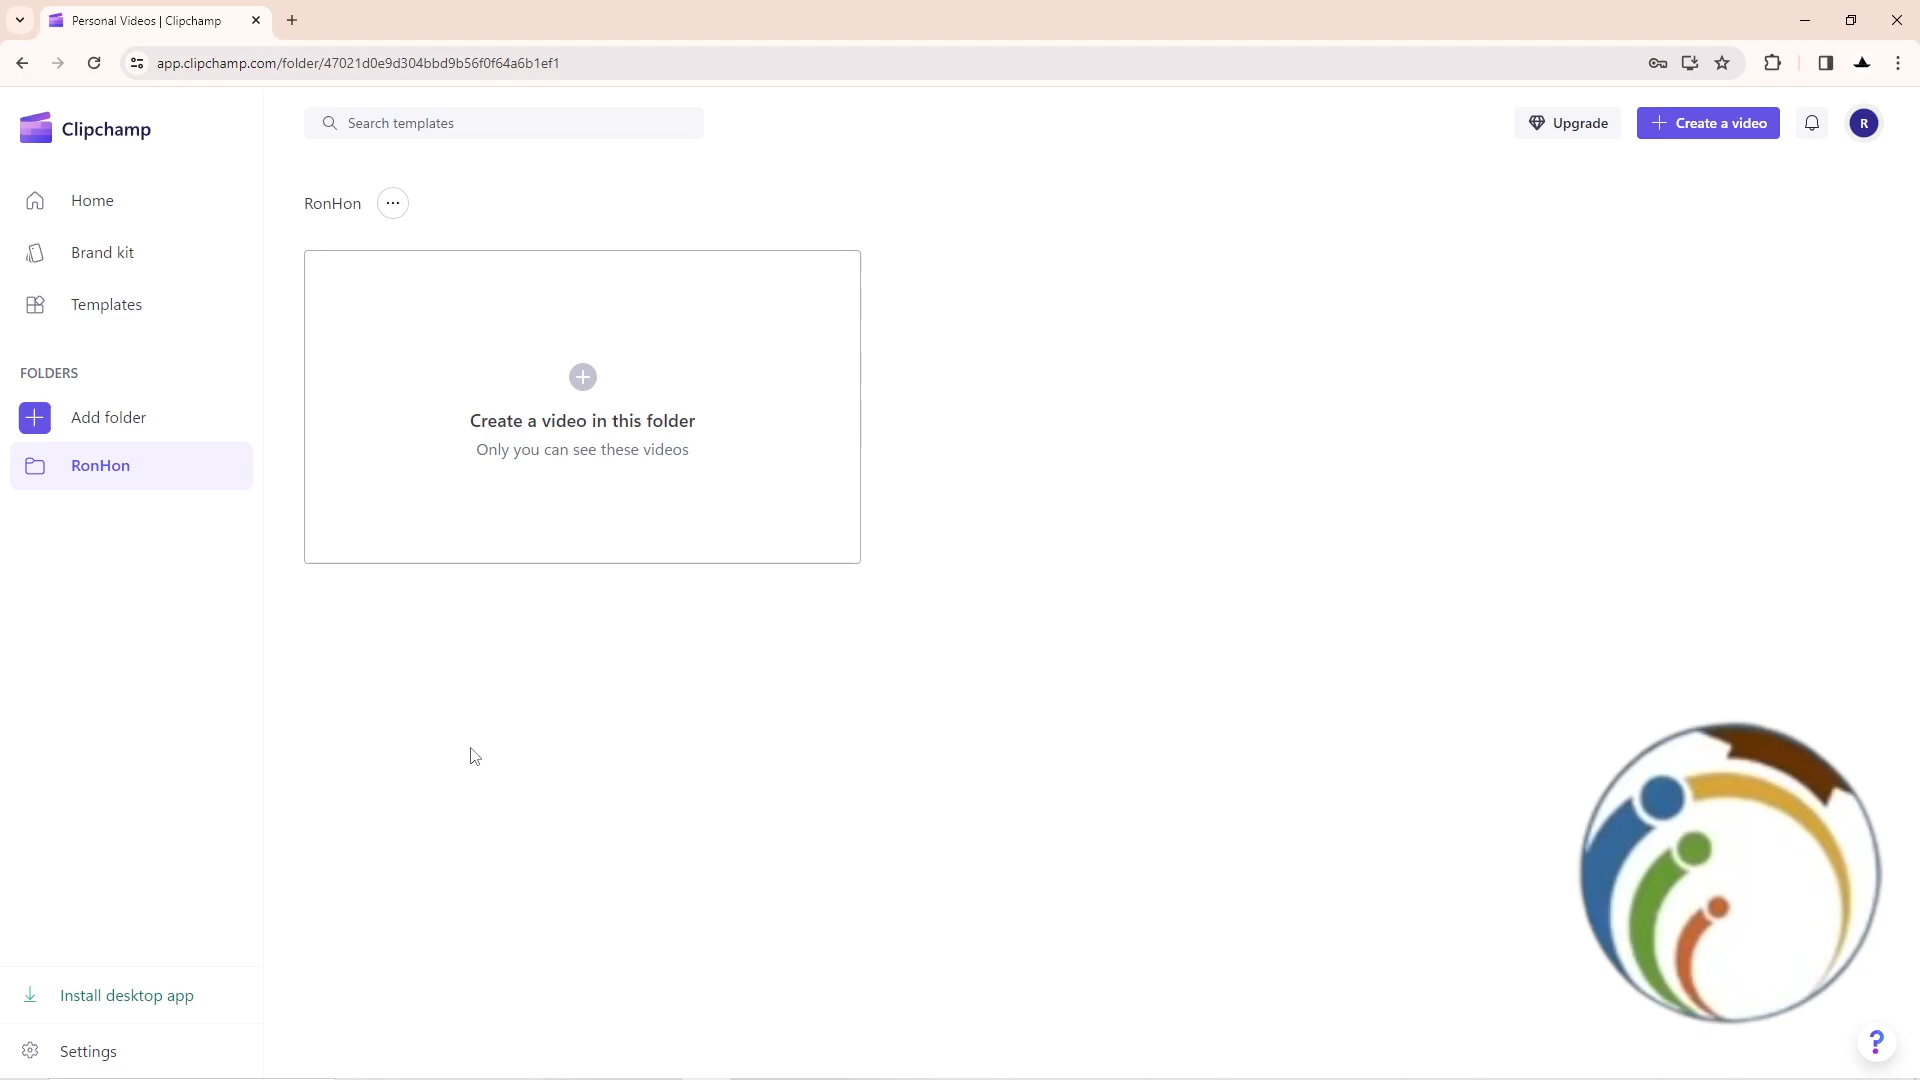 Personal Videos | Clipchamp
app.clipchamp.com/folder/47021d0e9d304bbd9b56f0f64a6b1ef1
Clipchamp
Search templates
Upgrade
Create a video
R
Home
Brand kit
Templates
FOLDERS
Add folder
RonHon
RonHon
Create a video in this folder
Only you can see these videos
Install desktop app
Settings
?